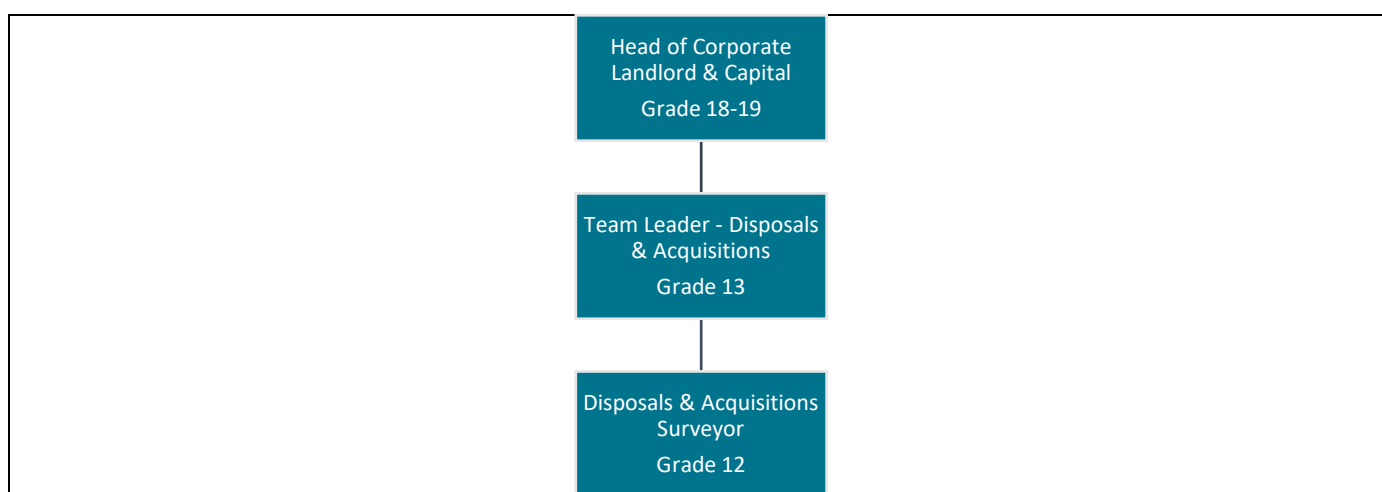 Head of Corporate
Landlord & Capital
Grade 18-19
Team Leader - Disposals
& Acquisitions
Grade 13
Disposals & Acquisitions
Surveyor
Grade 12